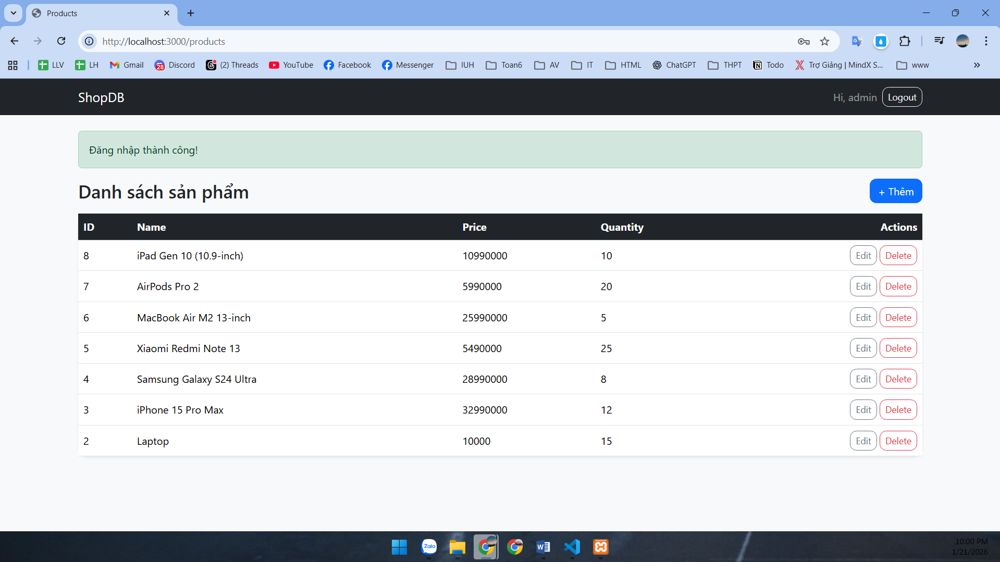 Products
http://localhost:3000/products
LLV LH Gmail 28 Discord (2) Threads YouTube Facebook Messenger IUH Toan6 AV IT HTML ChatGPT THPT Todo Trợ Giảng | MindX S... www
ShopDB Hi, admin Logout
Đăng nhập thành công!
Danh sách sản phẩm + Thêm
ID Name Price Quantity Actions
8 iPad Gen 10 (10.9-inch) 10990000 10 Edit Delete
7 AirPods Pro 2 5990000 20 Edit Delete
6 MacBook Air M2 13-inch 25990000 5 Edit Delete
5 Xiaomi Redmi Note 13 5490000 25 Edit Delete
4 Samsung Galaxy S24 Ultra 28990000 8 Edit Delete
3 iPhone 15 Pro Max 32990000 12 Edit Delete
2 Laptop 10000 15 Edit Delete
Zalo
10:00 PM
1/21/2026